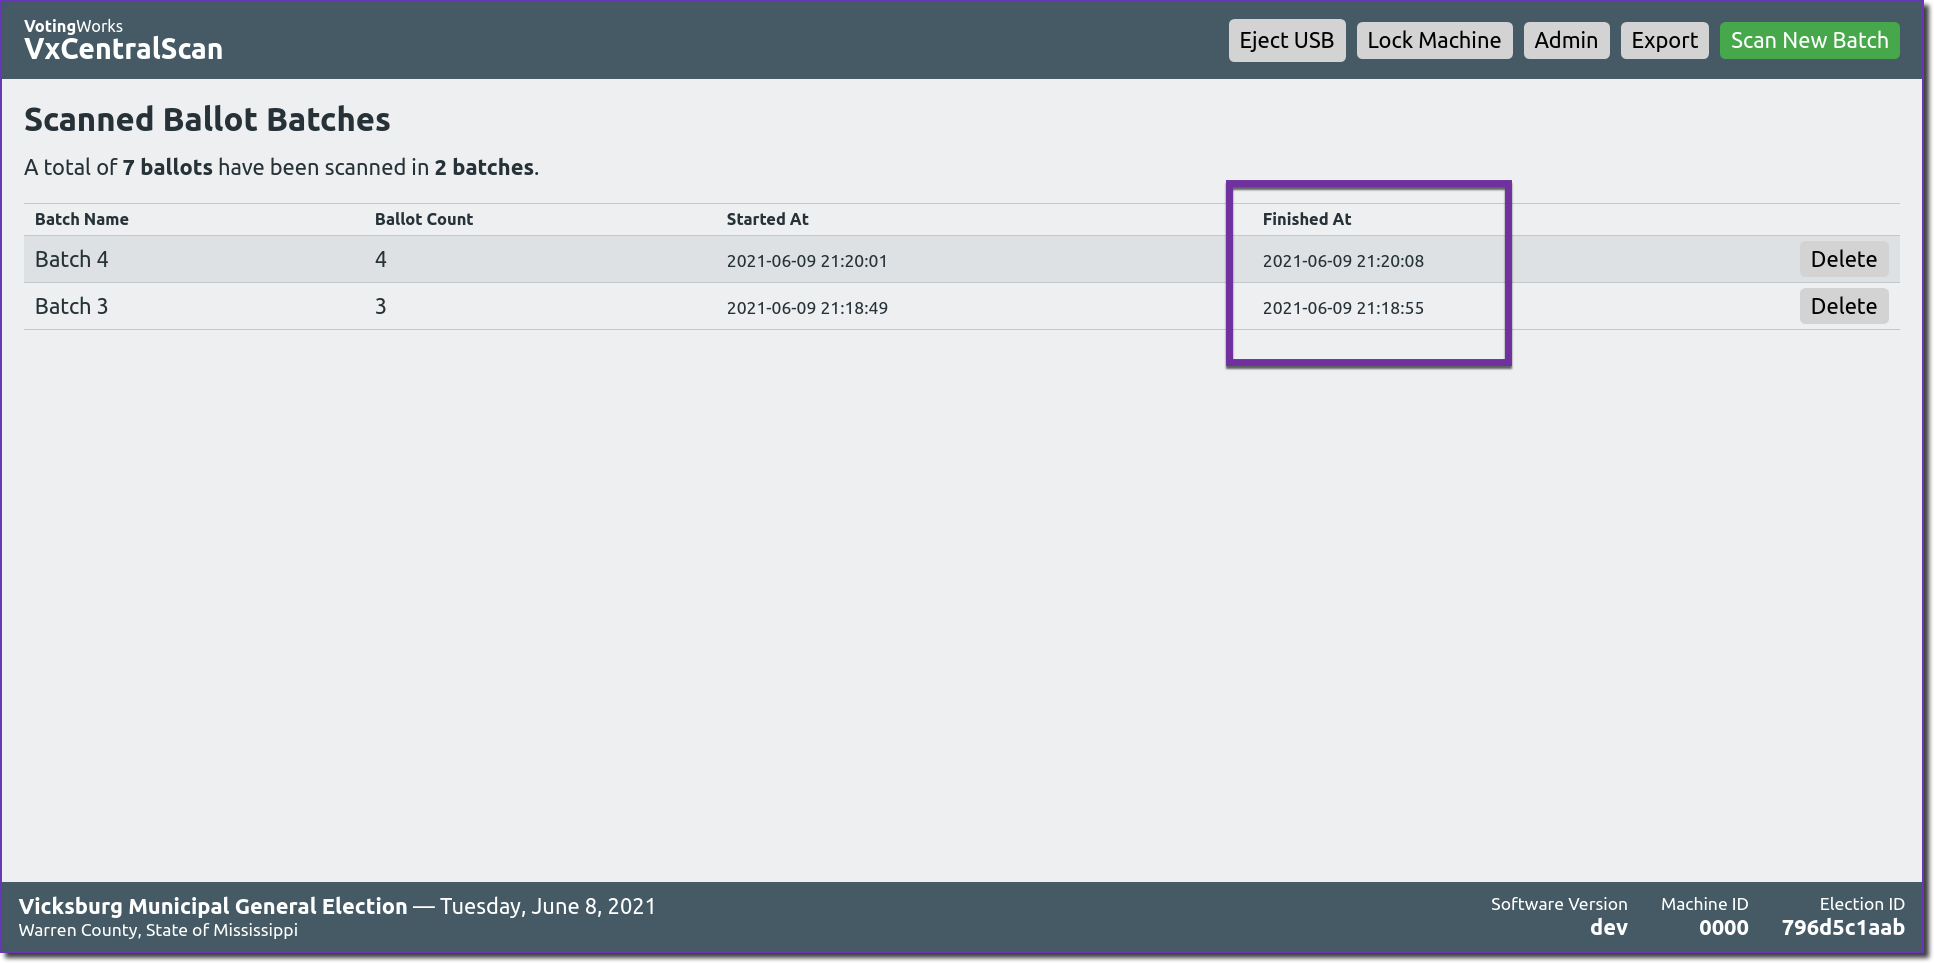 VotingWorks
VxCentralScan
Eject USB Lock Machine Admin Export Scan New Batch
Scanned Ballot Batches
A total of 7 ballots have been scanned in 2 batches.
Batch Name Ballot Count Started At Finished At
Batch 4 4 2021-06-09 21:20:01 2021-06-09 21:20:08 Delete
Batch 3 3 2021-06-09 21:18:49 2021-06-09 21:18:55 Delete
Vicksburg Municipal General Election — Tuesday, June 8, 2021
Warren County, State of Mississippi
Software Version Machine ID Election ID
dev 0000 796d5c1aab